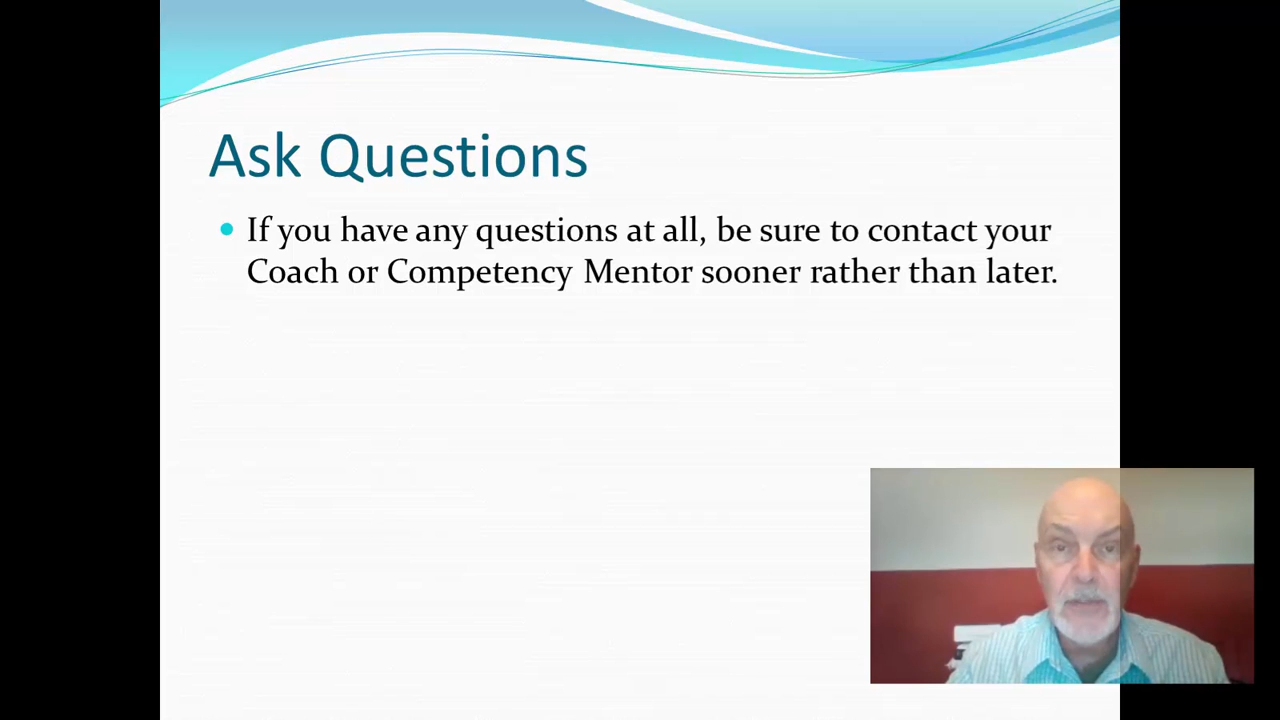 Ask Questions
If you have any questions at all, be sure to contact your
Coach or Competency Mentor sooner rather than later.